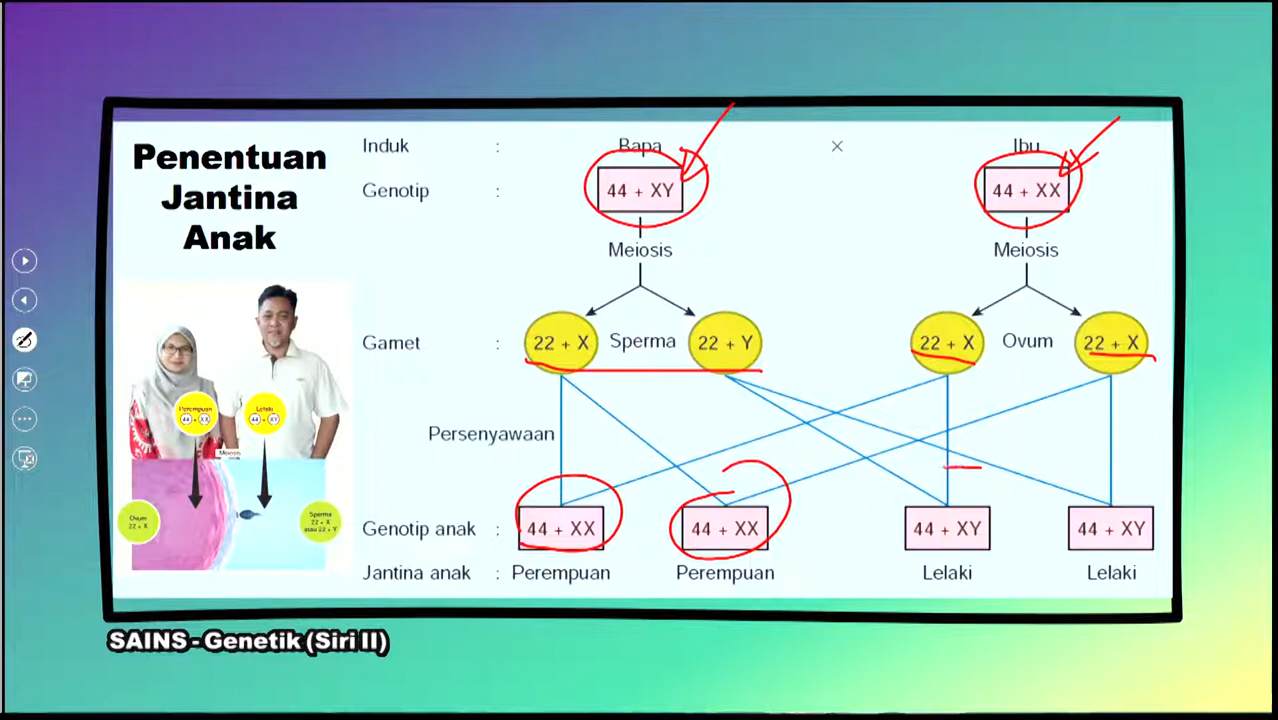 Penentuan
Jantina
Anak
Induk : Bapa × Ibu
Genotip : 44 + XY 44 + XX
Meiosis Meiosis
Gamet : 22 + X Sperma 22 + Y 22 + X Ovum 22 + X
Persenyawaan
Genotip anak : 44 + XX 44 + XX 44 + XY 44 + XY
Jantina anak : Perempuan Perempuan Lelaki Lelaki
Perempuan
44 + XX
Lelaki
44 + XY
Meiosis
Ovum
22 + X
Sperma
22 + X
atau 22 + Y
SAINS - Genetik (Siri II)